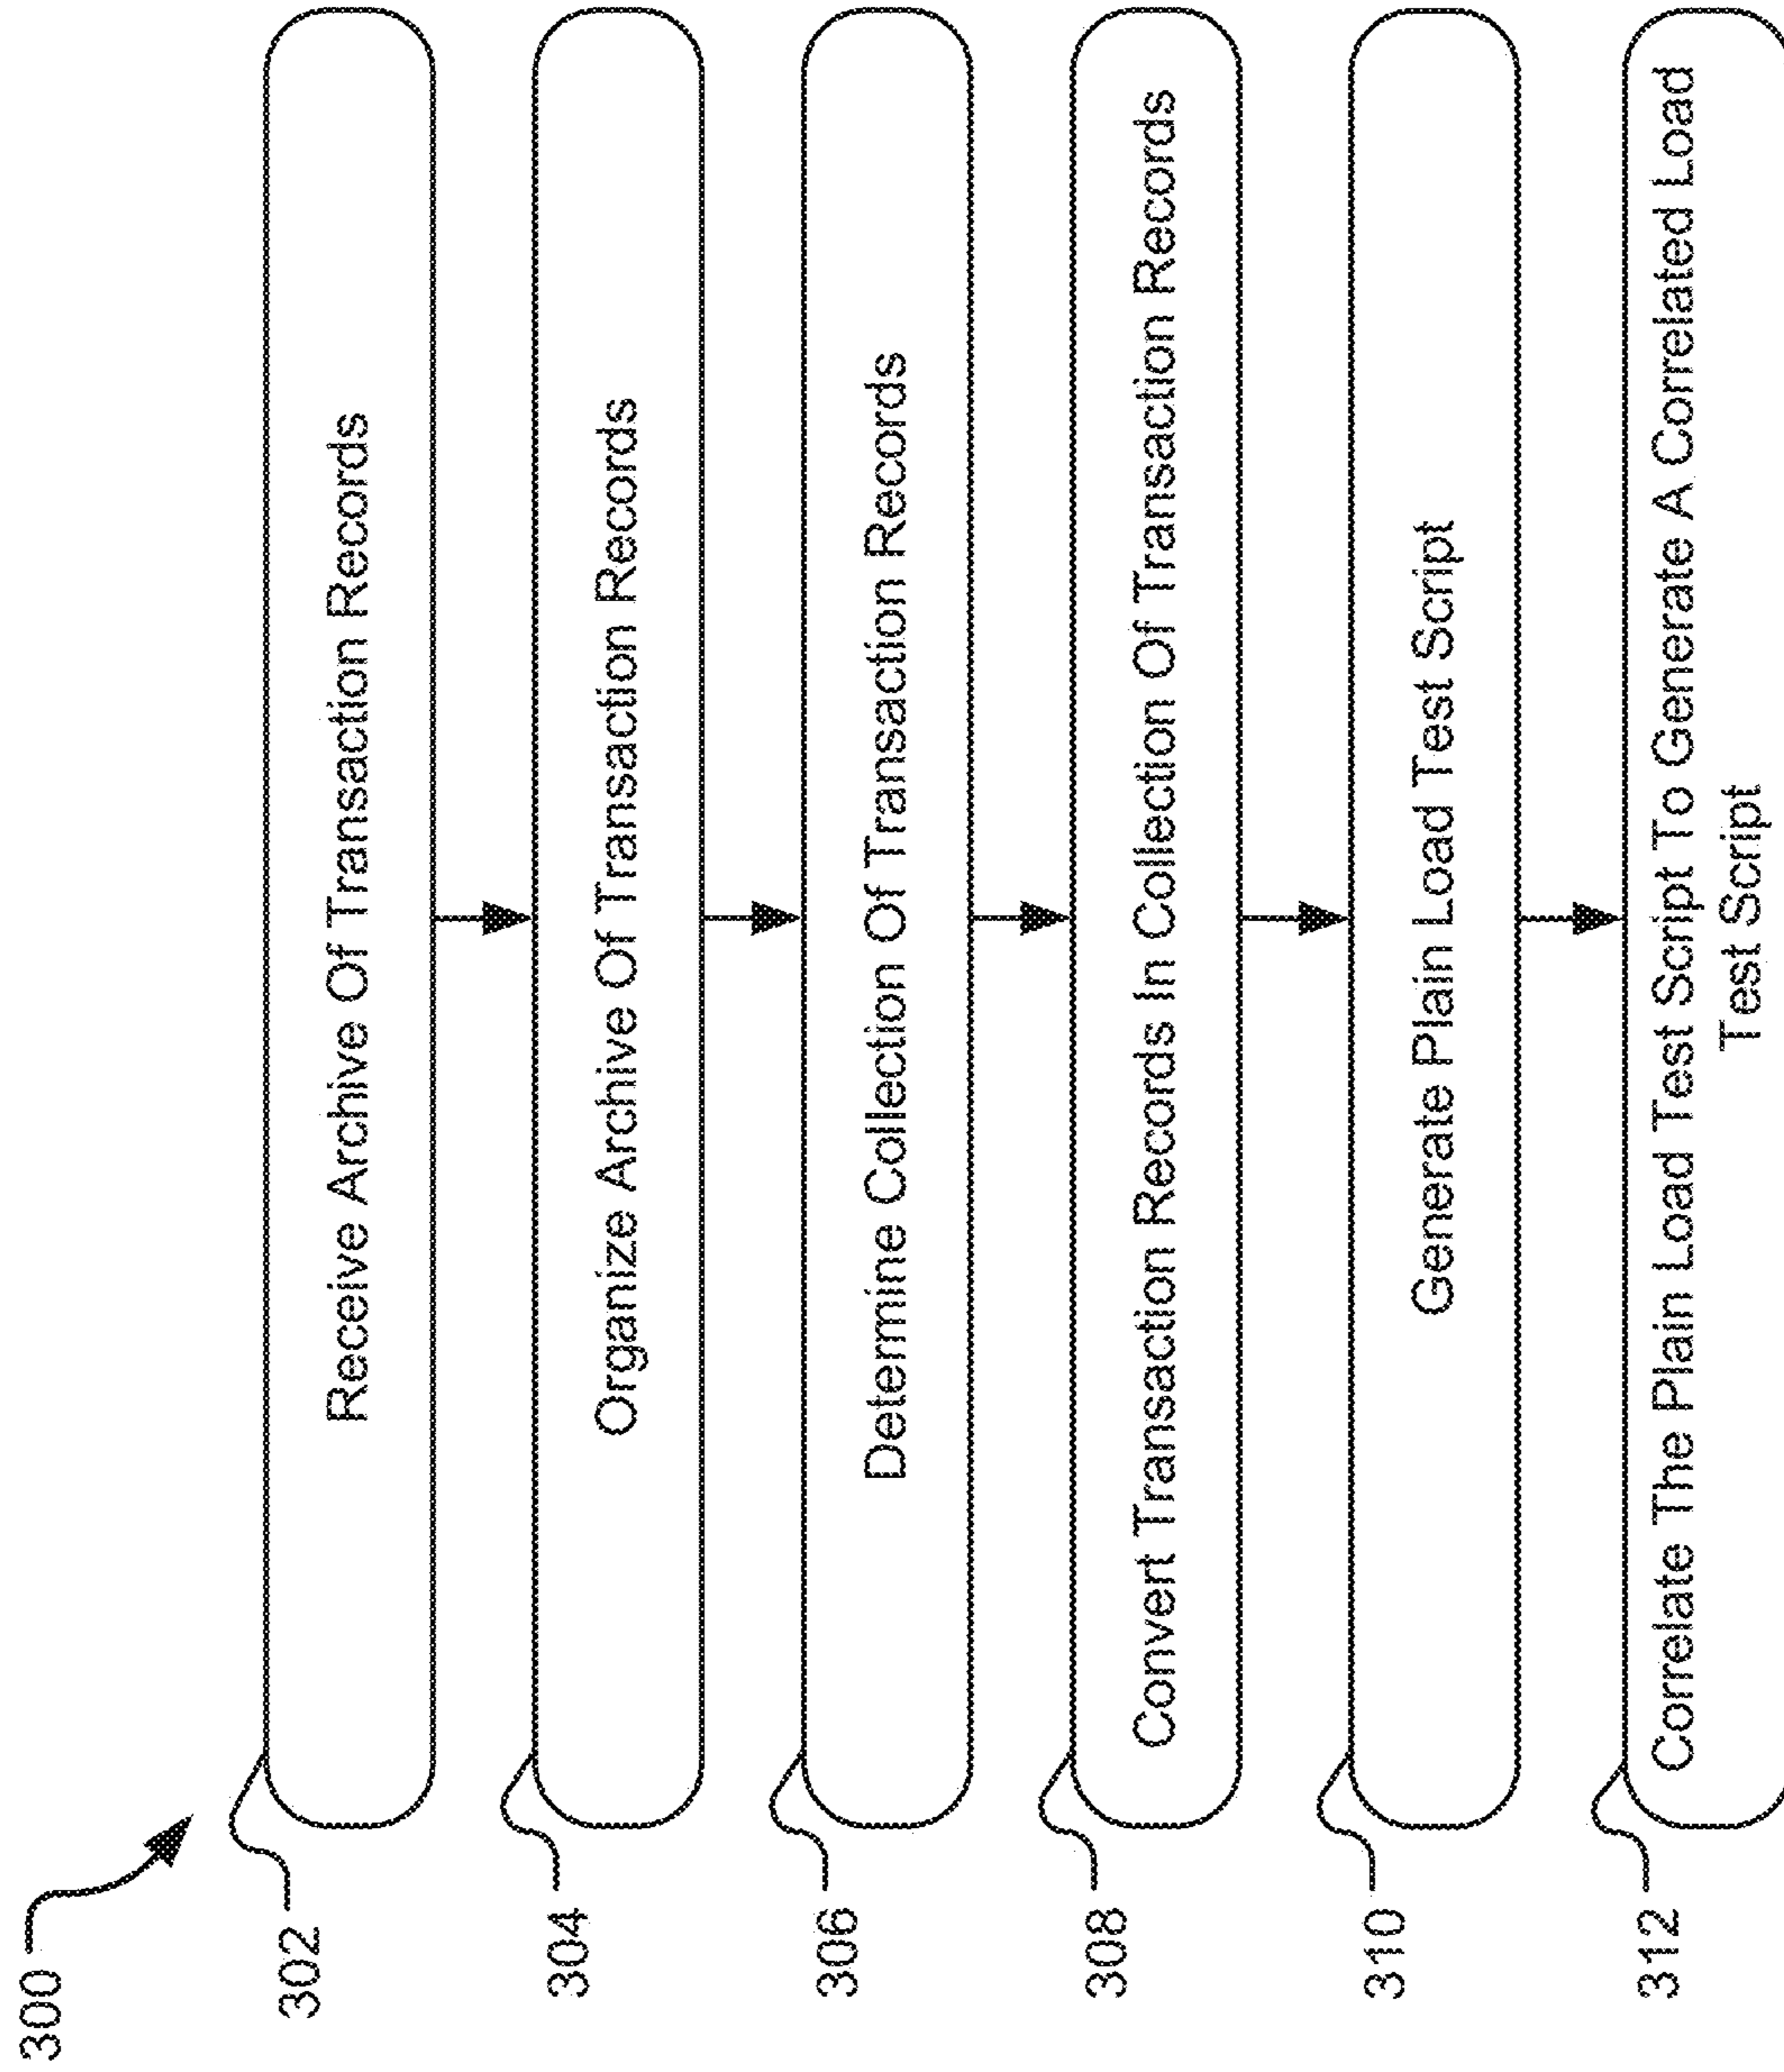 300
302
Receive Archive Of Transaction Records
304
Organize Archive Of Transaction Records
306
Determine Collection Of Transaction Records
308
Convert Transaction Records In Collection Of Transaction Records
310
Generate Plain Load Test Script
312
Correlate The Plain Load Test Script To Generate A Correlated Load
Test Script